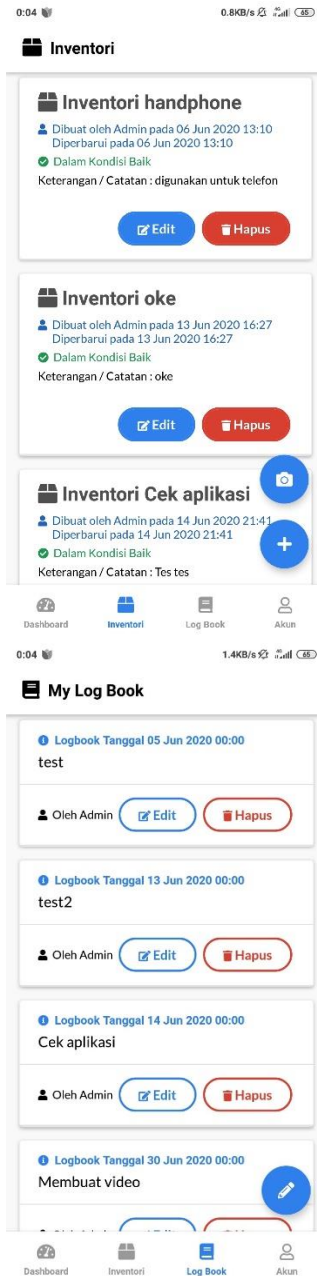 0:04
0.8KB/s 4G 65
Inventori
Inventori handphone
Dibuat oleh Admin pada 06 Jun 2020 13:10
Diperbarui pada 06 Jun 2020 13:10
Dalam Kondisi Baik
Keterangan / Catatan : digunakan untuk telefon
Edit
Hapus
Inventori oke
Dibuat oleh Admin pada 13 Jun 2020 16:27
Diperbarui pada 13 Jun 2020 16:27
Dalam Kondisi Baik
Keterangan / Catatan : oke
Edit
Hapus
Inventori Cek aplikasi
Dibuat oleh Admin pada 14 Jun 2020 21:41
Diperbarui pada 14 Jun 2020 21:41
Dalam Kondisi Baik
Keterangan / Catatan : Tes tes
Dashboard
Inventori
Log Book
Akun
0:04
1.4KB/s 4G 65
My Log Book
Logbook Tanggal 05 Jun 2020 00:00
test
Oleh Admin
Edit
Hapus
Logbook Tanggal 13 Jun 2020 00:00
test2
Oleh Admin
Edit
Hapus
Logbook Tanggal 14 Jun 2020 00:00
Cek aplikasi
Oleh Admin
Edit
Hapus
Logbook Tanggal 30 Jun 2020 00:00
Membuat video
Dashboard
Inventori
Log Book
Akun